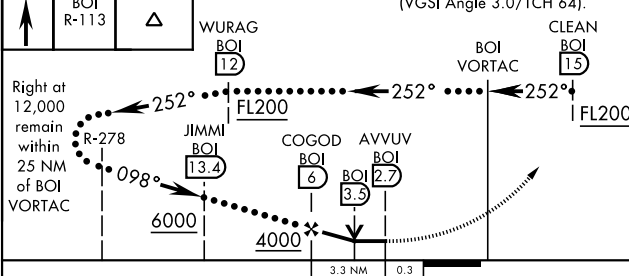 BOI
R-113
(VGSI Angle 3.0/TCH 64).
WURAG
BOI
12
BOI
VORTAC
CLEAN
BOI
15
252°
252°
252°
FL200
FL200
Right at
12,000
remain
within
25 NM
of BOI
VORTAC
R-278
098°
JIMMI
BOI
13.4
6000
COGOD
BOI
6
4000
BOI
3.5
AVVUV
BOI
2.7
3.3 NM
0.3